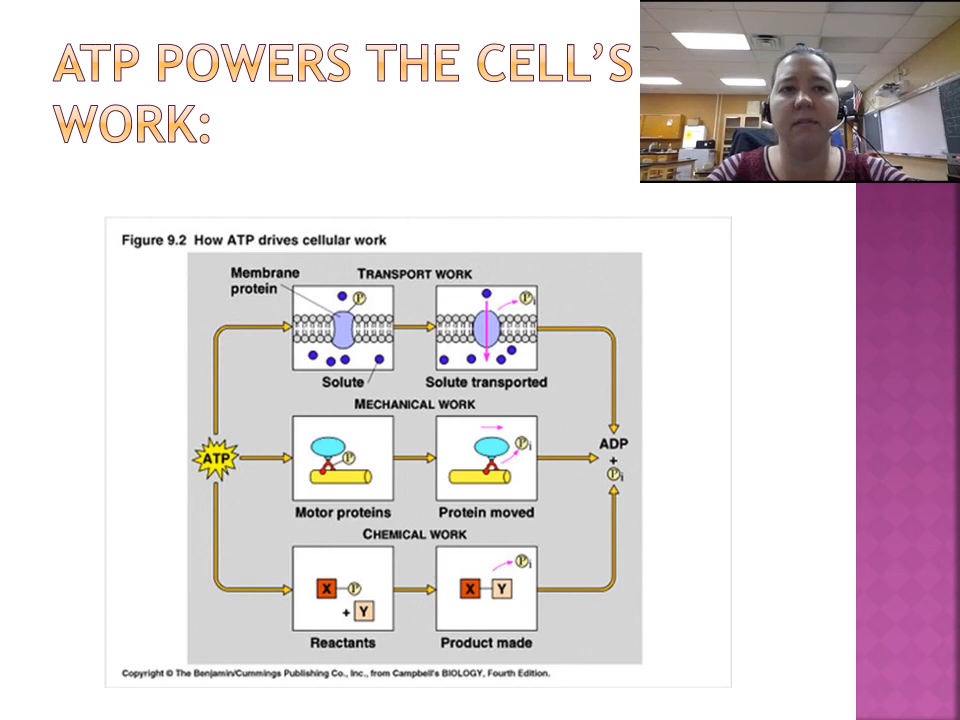 ATP POWERS THE CELL'S
WORK:
Figure 9.2 How ATP drives cellular work
Membrane
protein
TRANSPORT WORK
P
P i
Solute
Solute transported
MECHANICAL WORK
ATP
P
P i
ADP
+
P i
Motor proteins
Protein moved
CHEMICAL WORK
X P
+ Y
P i
X Y
Reactants
Product made
Copyright © The Benjamin/Cummings Publishing Co., Inc., from Campbell's BIOLOGY, Fourth Edition.